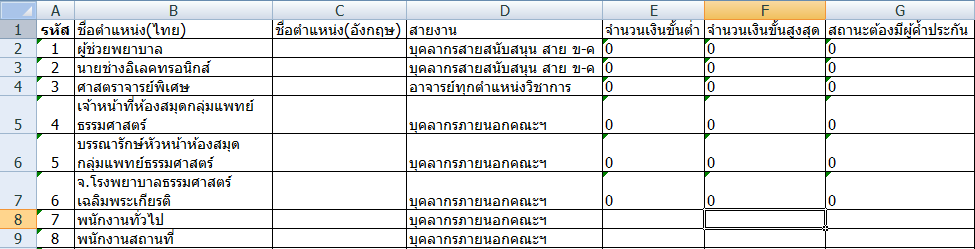 A B C D E F G
1 รหัส ชื่อตำแหน่ง(ไทย) ชื่อตำแหน่ง(อังกฤษ) สายงาน จำนวนเงินขั้นต่ำ จำนวนเงินขั้นสูงสุด สถานะต้องมีผู้ค้ำประกัน
2 1 ผู้ช่วยพยาบาล บุคลากรสายสนับสนุน สาย ข-ค 0 0 0
3 2 นายช่างอิเลคทรอนิกส์ บุคลากรสายสนับสนุน สาย ข-ค 0 0 0
4 3 ศาสตราจารย์พิเศษ อาจารย์ทุกตำแหน่งวิชาการ 0 0 0
เจ้าหน้าที่ห้องสมุดกลุ่มแพทย์
5 4 ธรรมศาสตร์ บุคลากรภายนอกคณะฯ 0 0 0
บรรณารักษ์หัวหน้าห้องสมุด
6 5 กลุ่มแพทย์ธรรมศาสตร์ บุคลากรภายนอกคณะฯ 0 0 0
จ.โรงพยาบาลธรรมศาสตร์
7 6 เฉลิมพระเกียรติ บุคลากรภายนอกคณะฯ 0 0 0
8 7 พนักงานทั่วไป บุคลากรภายนอกคณะฯ
9 8 พนักงานสถานที่ บุคลากรภายนอกคณะฯ